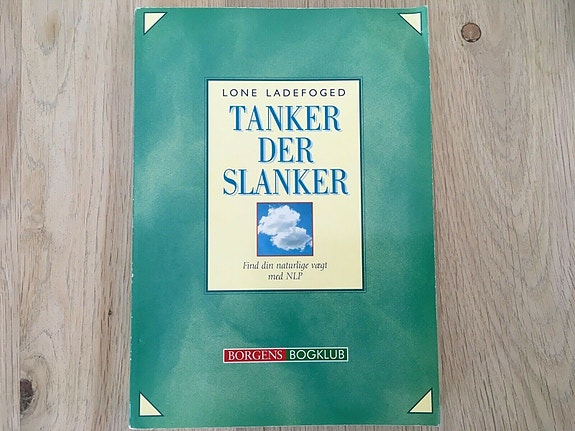 LONE LADEFOGED
TANKER
DER
SLANKER
Find din naturlige vægt
med NLP
BORGENS BOGKLUB